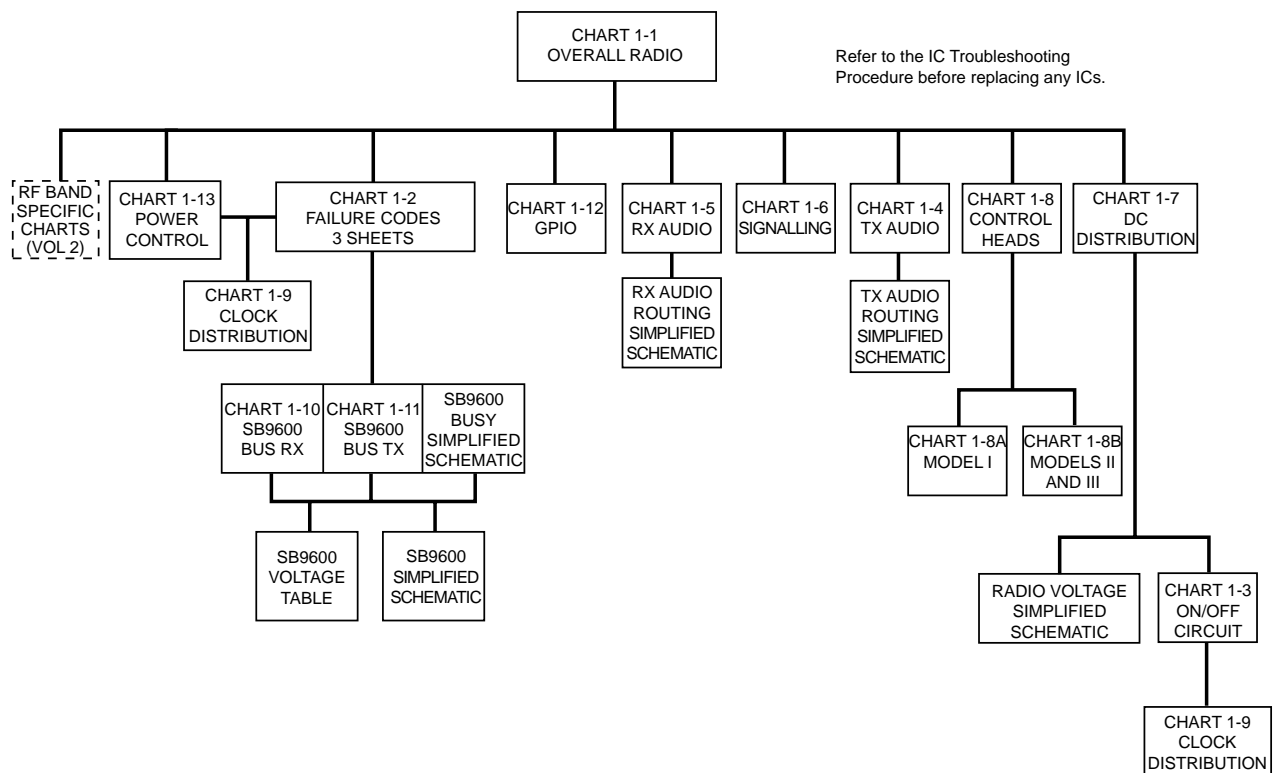 CHART 1-1
OVERALL RADIO
Refer to the IC Troubleshooting
Procedure before replacing any ICs.
RF BAND
SPECIFIC
CHARTS
(VOL 2)
CHART 1-13
POWER
CONTROL
CHART 1-2
FAILURE CODES
3 SHEETS
CHART 1-12
GPIO
CHART 1-5
RX AUDIO
CHART 1-6
SIGNALLING
CHART 1-4
TX AUDIO
CHART 1-8
CONTROL
HEADS
CHART 1-7
DC
DISTRIBUTION
CHART 1-9
CLOCK
DISTRIBUTION
RX AUDIO
ROUTING
SIMPLIFIED
SCHEMATIC
TX AUDIO
ROUTING
SIMPLIFIED
SCHEMATIC
CHART 1-10
SB9600
BUS RX
CHART 1-11
SB9600
BUS TX
SB9600
BUSY
SIMPLIFIED
SCHEMATIC
CHART 1-8A
MODEL I
CHART 1-8B
MODELS II
AND III
SB9600
VOLTAGE
TABLE
SB9600
SIMPLIFIED
SCHEMATIC
RADIO VOLTAGE
SIMPLIFIED
SCHEMATIC
CHART 1-3
ON/OFF
CIRCUIT
CHART 1-9
CLOCK
DISTRIBUTION